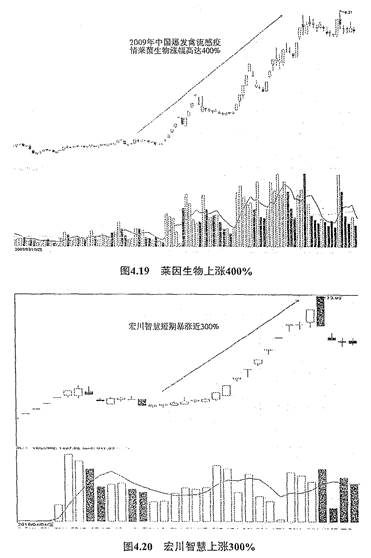 2009年中国爆发禽流感疫
情莱茵生物涨幅高达400%
图4.19 莱因生物上涨400%
宏川智慧短期暴涨近300%
图4.20 宏川智慧上涨300%